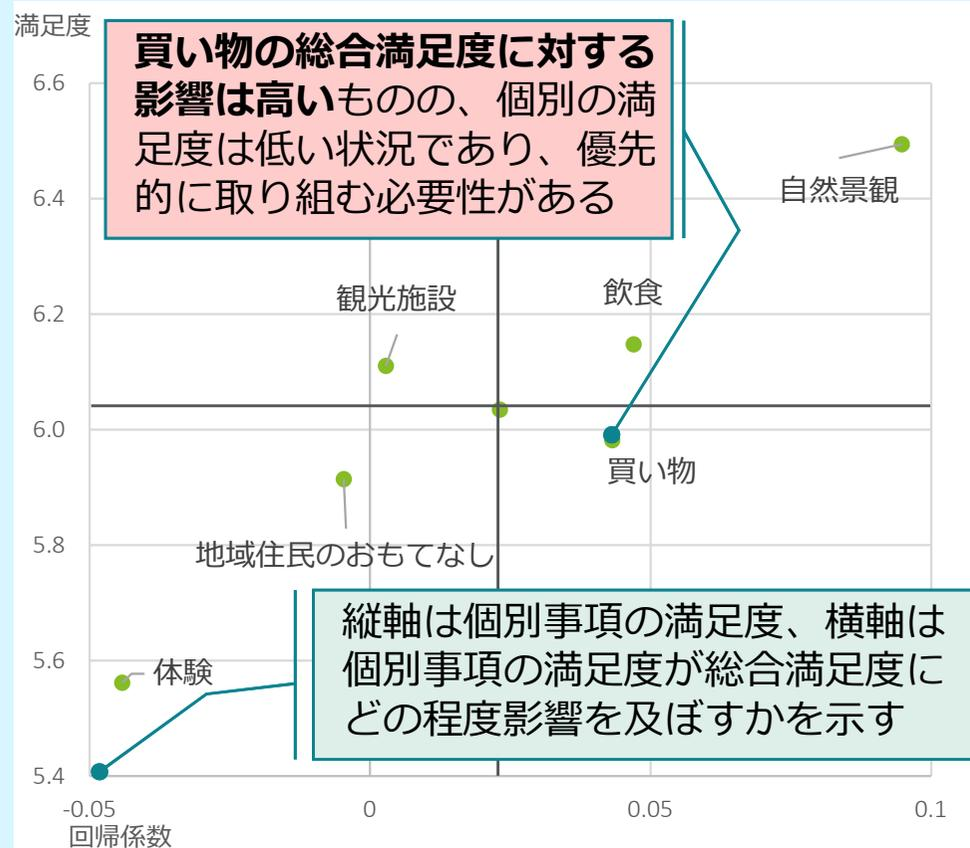 満足度
買い物の総合満足度に対する
影響は高いものの、個別の満
足度は低い状況であり、優先
的に取り組む必要性がある
6.6
6.4
6.2
6.0
5.8
5.6
5.4
自然景観
観光施設
飲食
買い物
地域住民のおもてなし
体験
縦軸は個別事項の満足度、横軸は
個別事項の満足度が総合満足度に
どの程度影響を及ぼすかを示す
-0.05
0
0.05
0.1
回帰係数